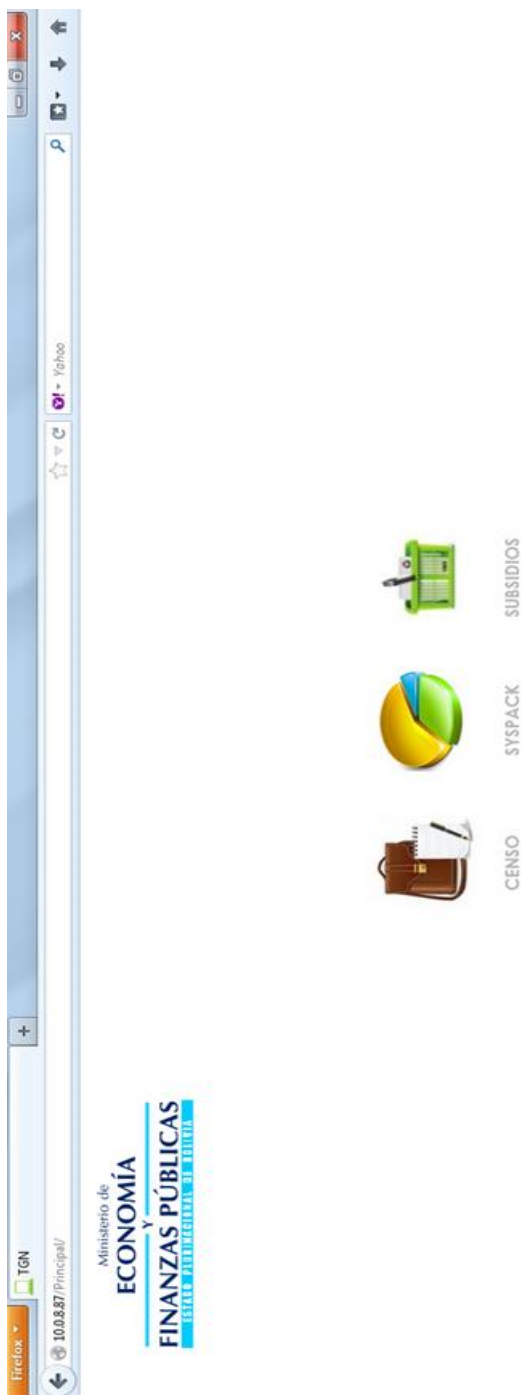 Firefox
TGN
10.0.8.87/Principal/
Yahoo
Ministerio de
ECONOMÍA
Y
FINANZAS PÚBLICAS
ESTADO PLURINACIONAL DE BOLIVIA
CENSO SYSPACK SUBSIDIOS